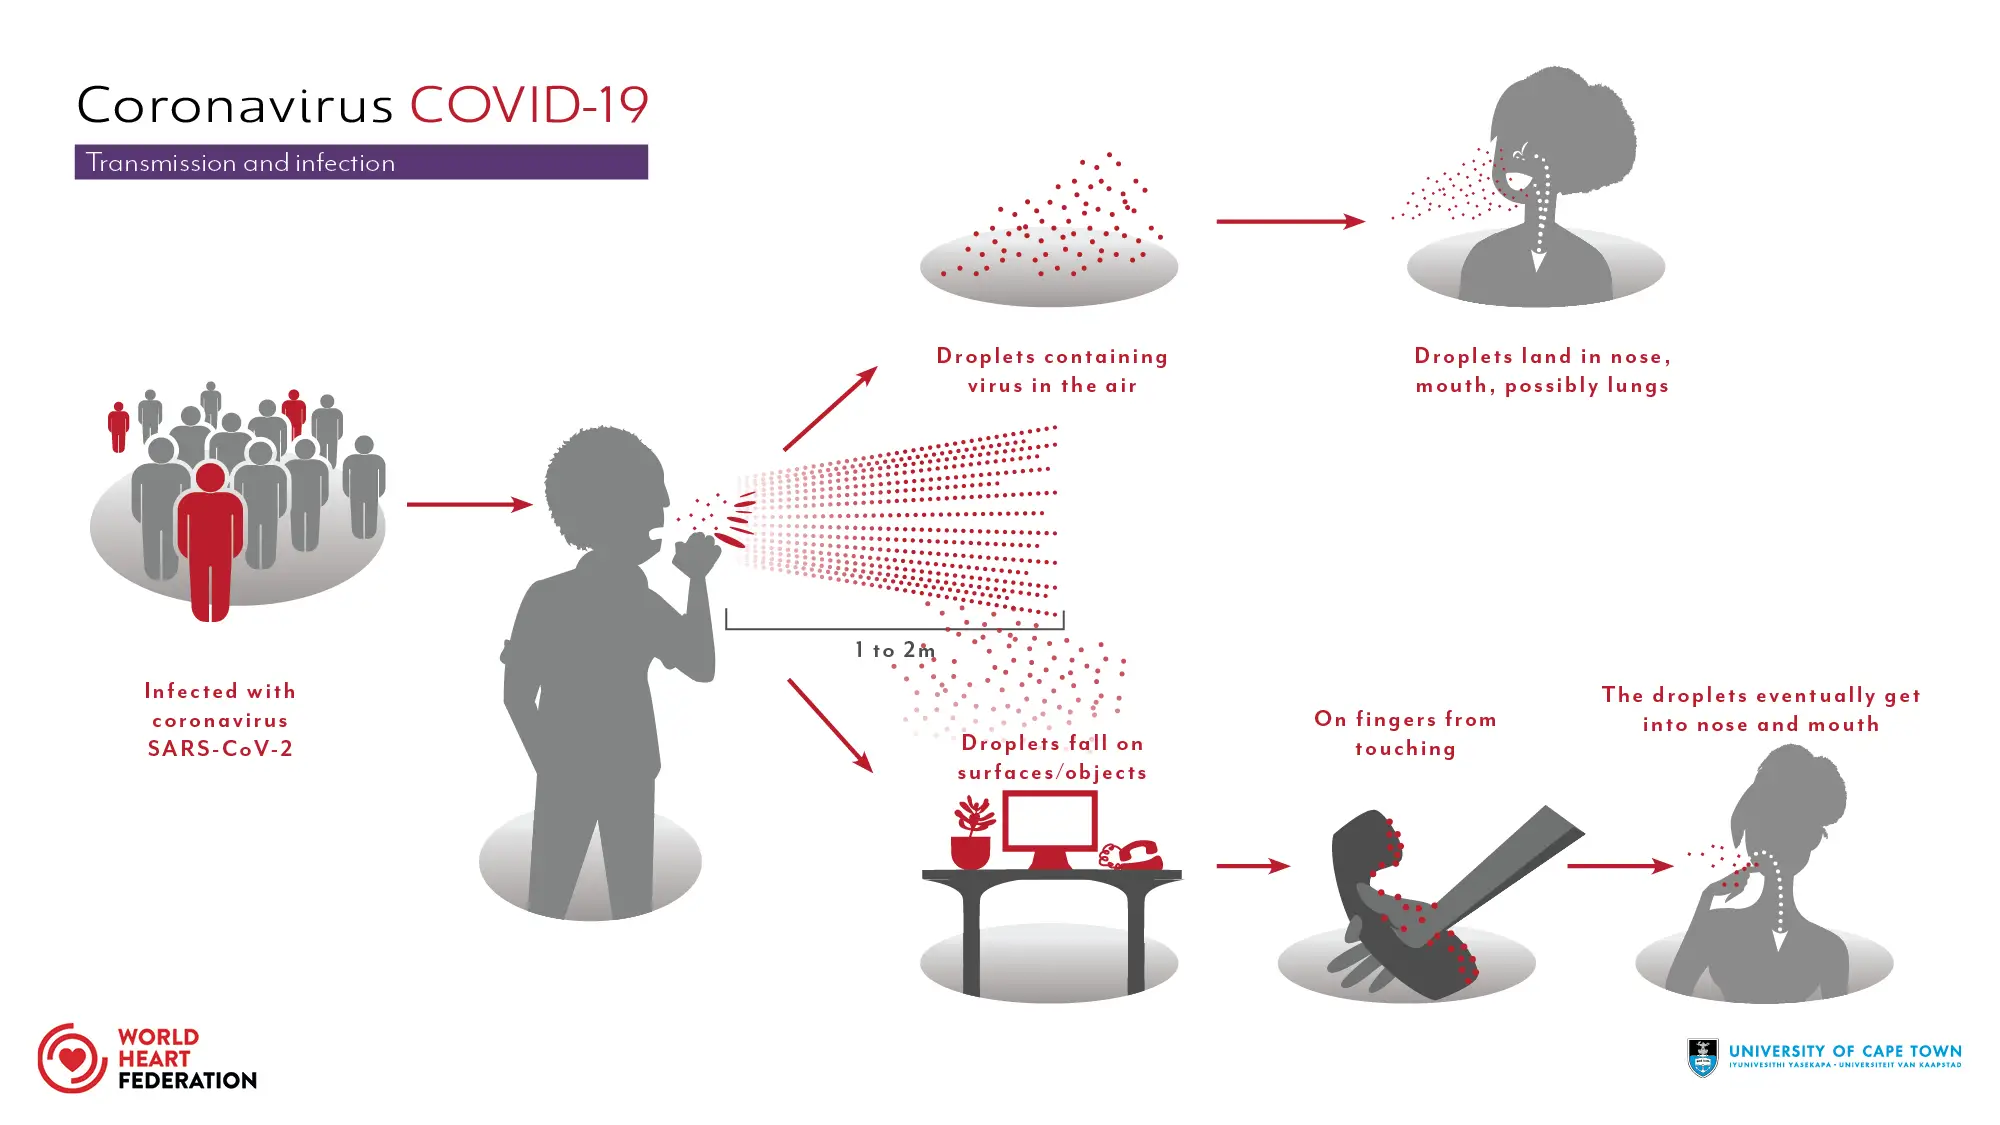 Coronavirus COVID-19
Transmission and infection
Droplets containing
virus in the air
Droplets land in nose,
mouth, possibly lungs
Infected with
coronavirus
SARS-CoV-2
1 to 2m
Droplets fall on
surfaces/objects
On fingers from
touching
The droplets eventually get
into nose and mouth
WORLD
HEART
FEDERATION
UNIVERSITY OF CAPE TOWN
IYUNIVESITHI YASEKAPA • UNIVERSITEIT VAN KAAPSTAD